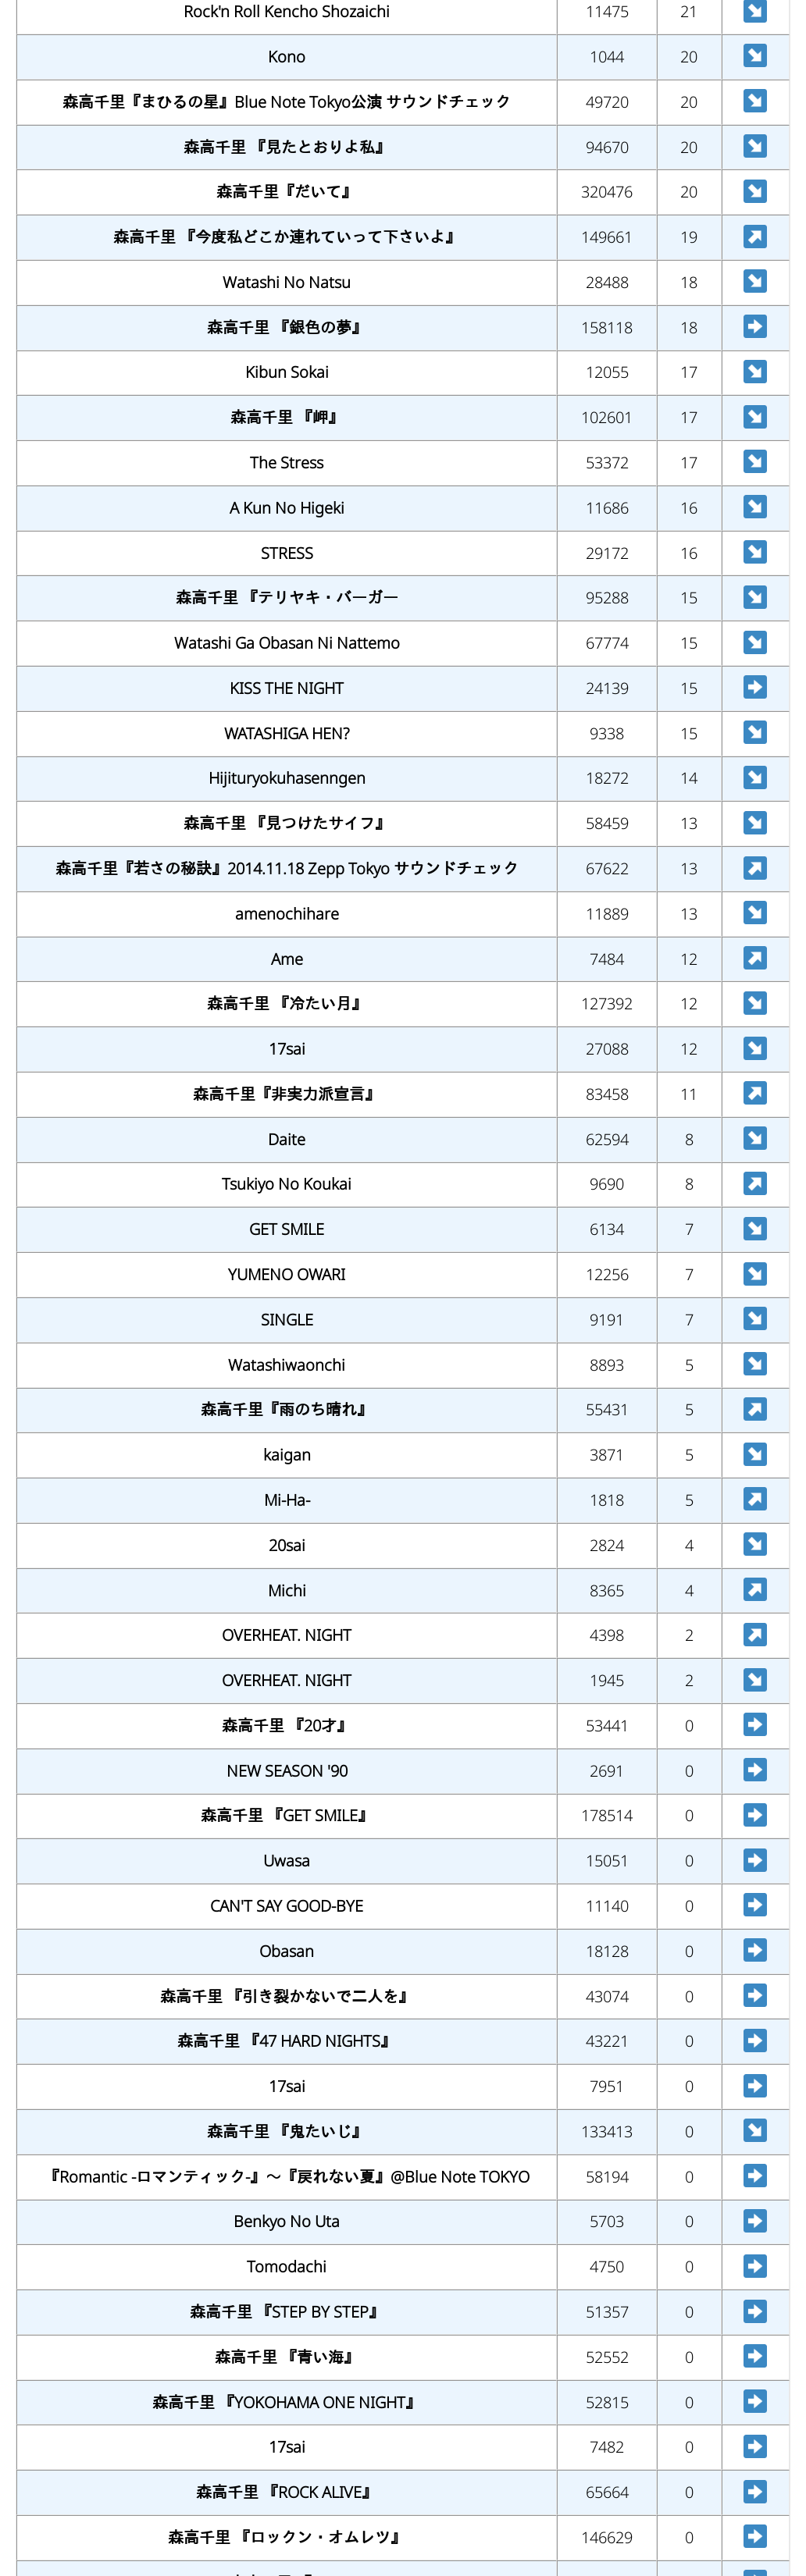 Rock'n Roll Kencho Shozaichi 11475 21
Kono 1044 20
森高千里『まひるの星』Blue Note Tokyo公演 サウンドチェック 49720 20
森高千里 『見たとおりよ私』 94670 20
森高千里『だいて』 320476 20
森高千里 『今度私どこか連れていって下さいよ』 149661 19
Watashi No Natsu 28488 18
森高千里 『銀色の夢』 158118 18
Kibun Sokai 12055 17
森高千里 『岬』 102601 17
The Stress 53372 17
A Kun No Higeki 11686 16
STRESS 29172 16
森高千里 『テリヤキ・バーガー 95288 15
Watashi Ga Obasan Ni Nattemo 67774 15
KISS THE NIGHT 24139 15
WATASHIGA HEN? 9338 15
Hijituryokuhasenngen 18272 14
森高千里 『見つけたサイフ』 58459 13
森高千里『若さの秘訣』2014.11.18 Zepp Tokyo サウンドチェック 67622 13
amenochihare 11889 13
Ame 7484 12
森高千里 『冷たい月』 127392 12
17sai 27088 12
森高千里『非実力派宣言』 83458 11
Daite 62594 8
Tsukiyo No Koukai 9690 8
GET SMILE 6134 7
YUMENO OWARI 12256 7
SINGLE 9191 7
Watashiwaonchi 8893 5
森高千里『雨のち晴れ』 55431 5
kaigan 3871 5
Mi-Ha- 1818 5
20sai 2824 4
Michi 8365 4
OVERHEAT. NIGHT 4398 2
OVERHEAT. NIGHT 1945 2
森高千里 『20才』 53441 0
NEW SEASON '90 2691 0
森高千里 『GET SMILE』 178514 0
Uwasa 15051 0
CAN'T SAY GOOD-BYE 11140 0
Obasan 18128 0
森高千里 『引き裂かないで二人を』 43074 0
森高千里 『47 HARD NIGHTS』 43221 0
17sai 7951 0
森高千里 『鬼たいじ』 133413 0
『Romantic -ロマンティック-』～『戻れない夏』@Blue Note TOKYO 58194 0
Benkyo No Uta 5703 0
Tomodachi 4750 0
森高千里 『STEP BY STEP』 51357 0
森高千里 『青い海』 52552 0
森高千里 『YOKOHAMA ONE NIGHT』 52815 0
17sai 7482 0
森高千里 『ROCK ALIVE』 65664 0
森高千里 『ロックン・オムレツ』 146629 0